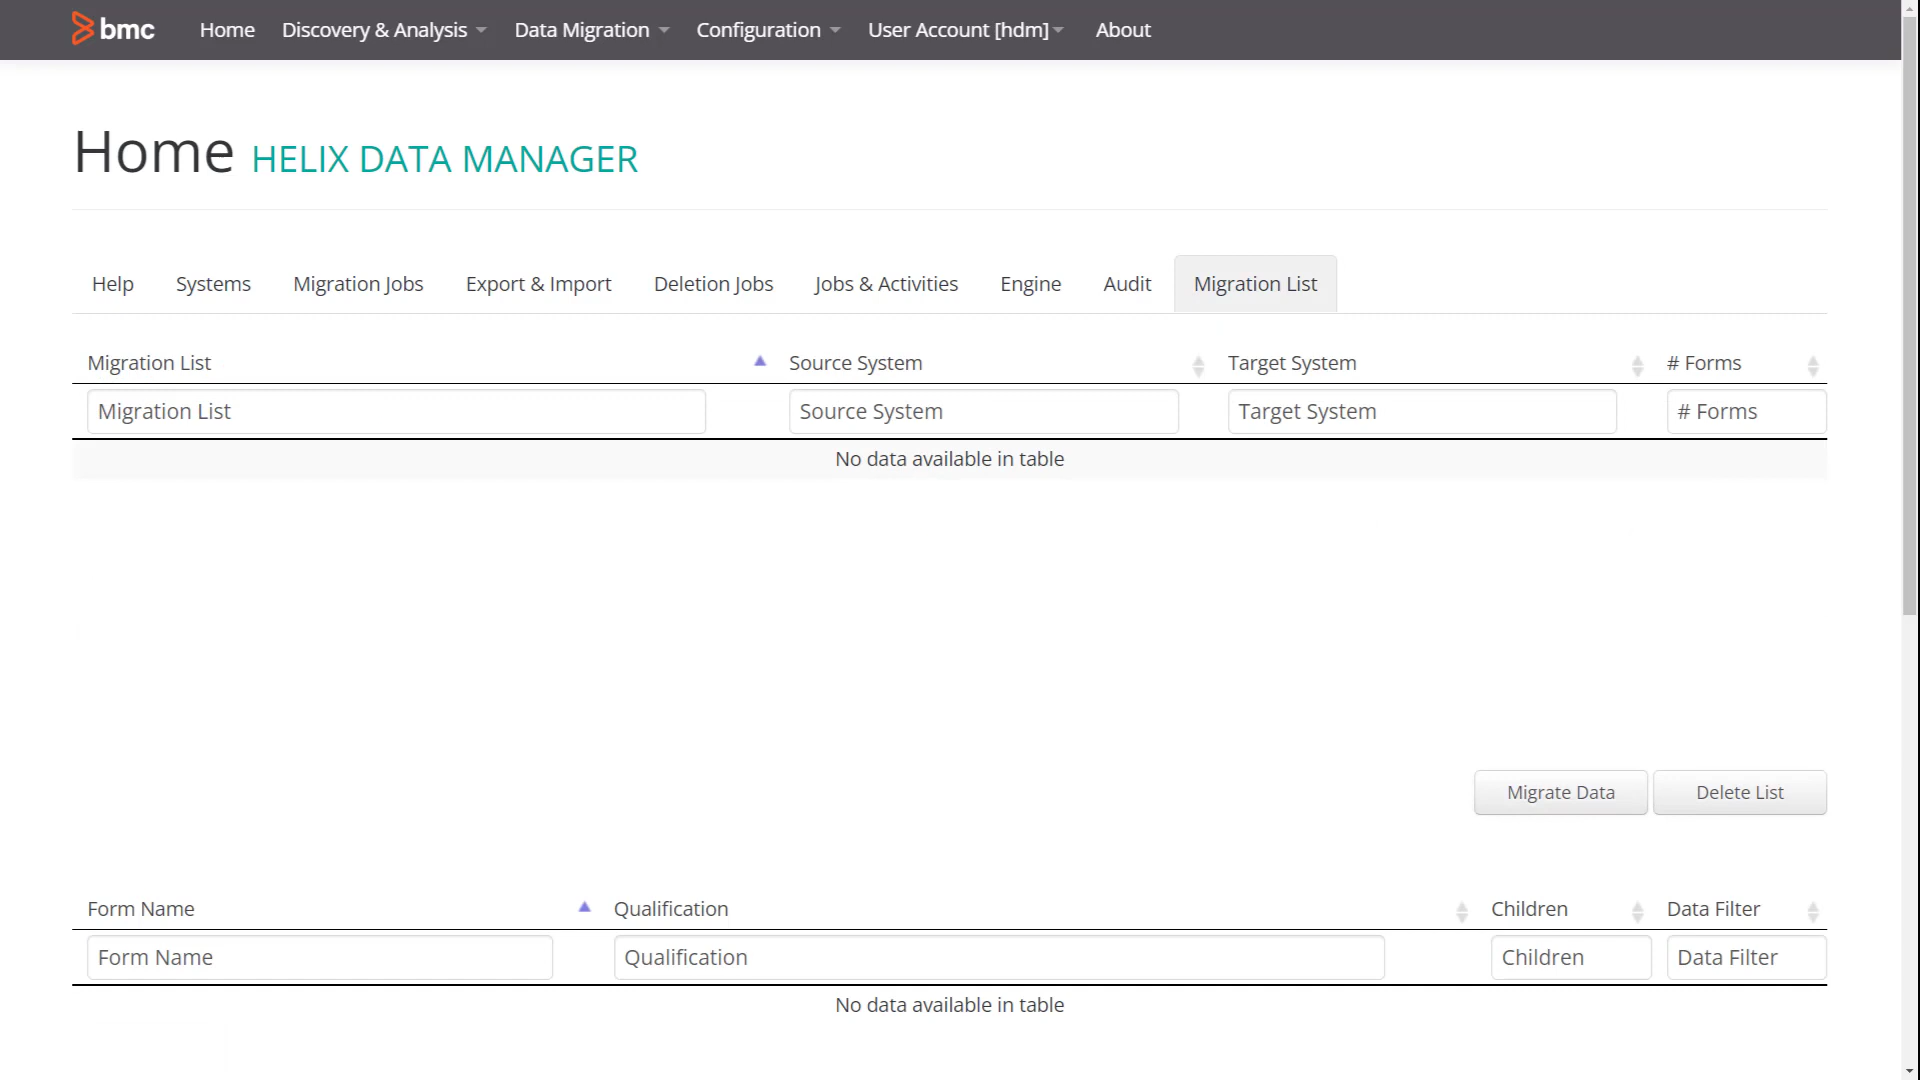 bmc Home Discovery & Analysis Data Migration Configuration User Account [hdm] About
Home HELIX DATA MANAGER
Help Systems Migration Jobs Export & Import Deletion Jobs Jobs & Activities Engine Audit Migration List
Migration List Source System Target System # Forms
Migration List Source System Target System # Forms
No data available in table
Migrate Data Delete List
Form Name Qualification Children Data Filter
Form Name Qualification Children Data Filter
No data available in table